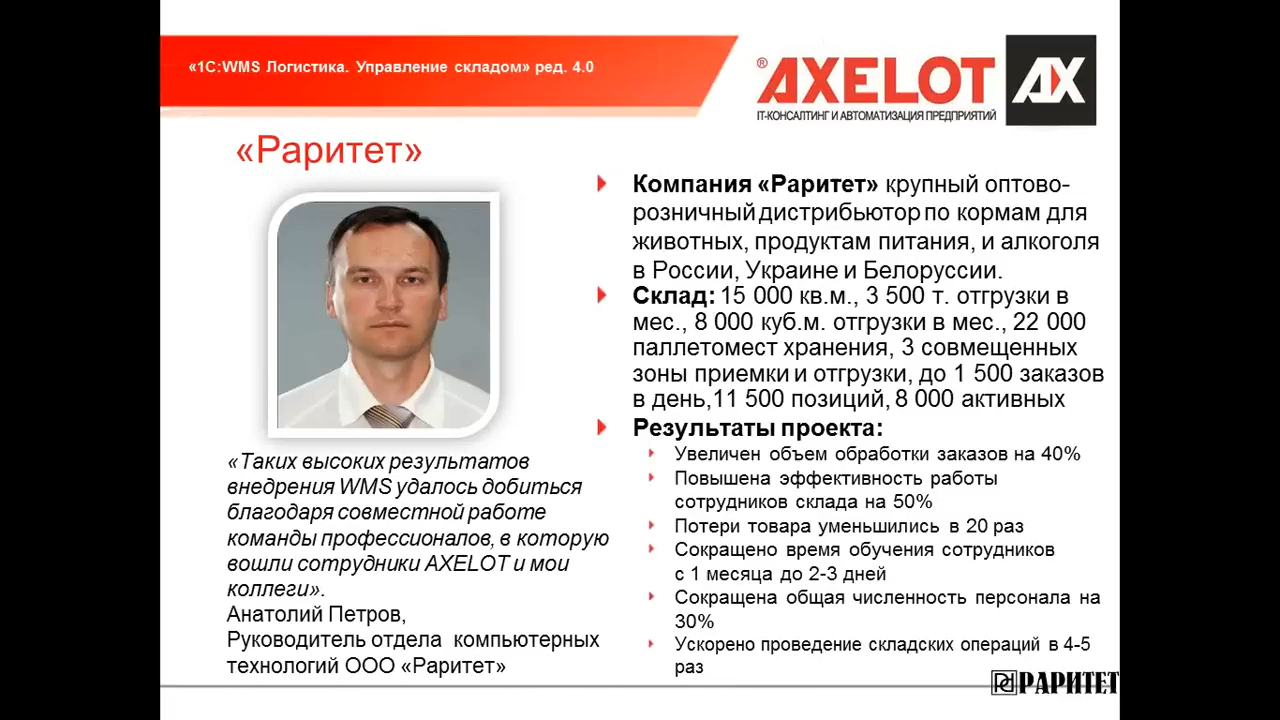 «1С:WMS Логистика. Управление складом» ред. 4.0
® AXELOT AX
IT-КОНСАЛТИНГ И АВТОМАТИЗАЦИЯ ПРЕДПРИЯТИЙ
«Раритет»
«Таких высоких результатов
внедрения WMS удалось добиться
благодаря совместной работе
команды профессионалов, в которую
вошли сотрудники AXELOT и мои
коллеги».
Анатолий Петров,
Руководитель отдела компьютерных
технологий ООО «Раритет»
Компания «Раритет» крупный оптово-
розничный дистрибьютор по кормам для
животных, продуктам питания, и алкоголя
в России, Украине и Белоруссии.
Склад: 15 000 кв.м., 3 500 т. отгрузки в
мес., 8 000 куб.м. отгрузки в мес., 22 000
паллетомест хранения, 3 совмещенных
зоны приемки и отгрузки, до 1 500 заказов
в день,11 500 позиций, 8 000 активных
Результаты проекта:
Увеличен объем обработки заказов на 40%
Повышена эффективность работы
сотрудников склада на 50%
Потери товара уменьшились в 20 раз
Сокращено время обучения сотрудников
с 1 месяца до 2-3 дней
Сокращена общая численность персонала на
30%
Ускорено проведение складских операций в 4-5
раз
РАРИТЕТ